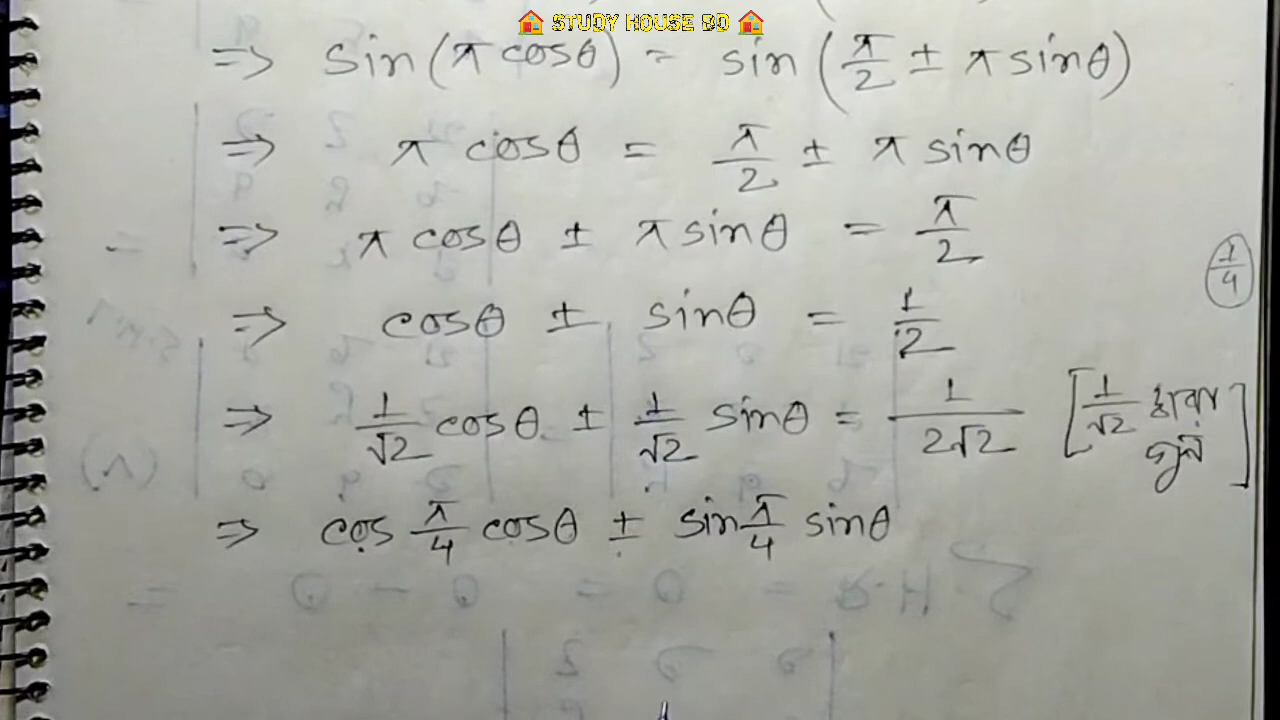 🏠 STUDY HOUSE BD 🏠
⇒ sin(π cosθ) = sin(π/2 ± π sinθ)
⇒ π cosθ = π/2 ± π sinθ
⇒ π cosθ ± π sinθ = π/2
1/4
⇒ cosθ ± sinθ = 1/2
⇒ 1/√2 cosθ ± 1/√2 sinθ = 1/2√2 [1/√2 দ্বারা গুন]
⇒ cos π/4 cosθ ± sin π/4 sinθ